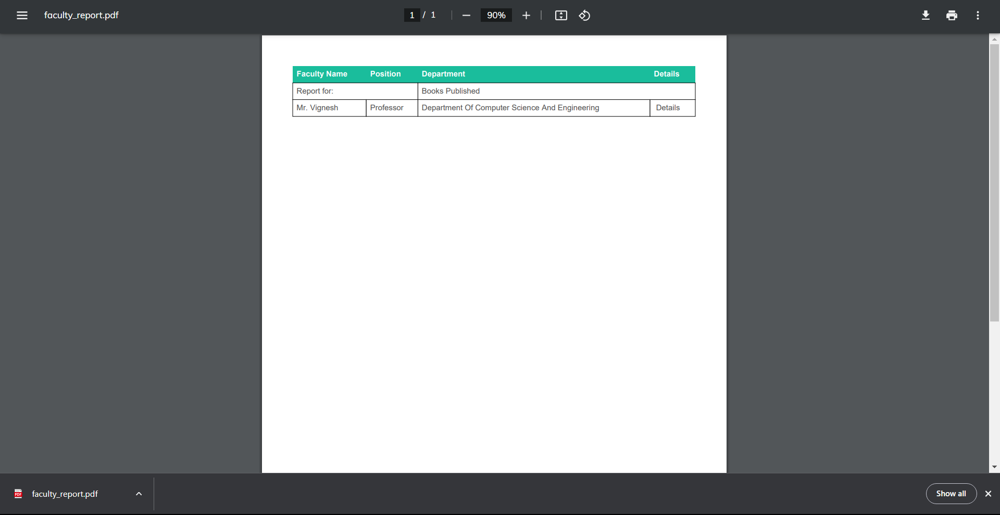 faculty_report.pdf
1 / 1
90%
Faculty Name Position Department Details
Report for: Books Published
Mr. Vignesh Professor Department Of Computer Science And Engineering Details
PDF faculty_report.pdf
Show all